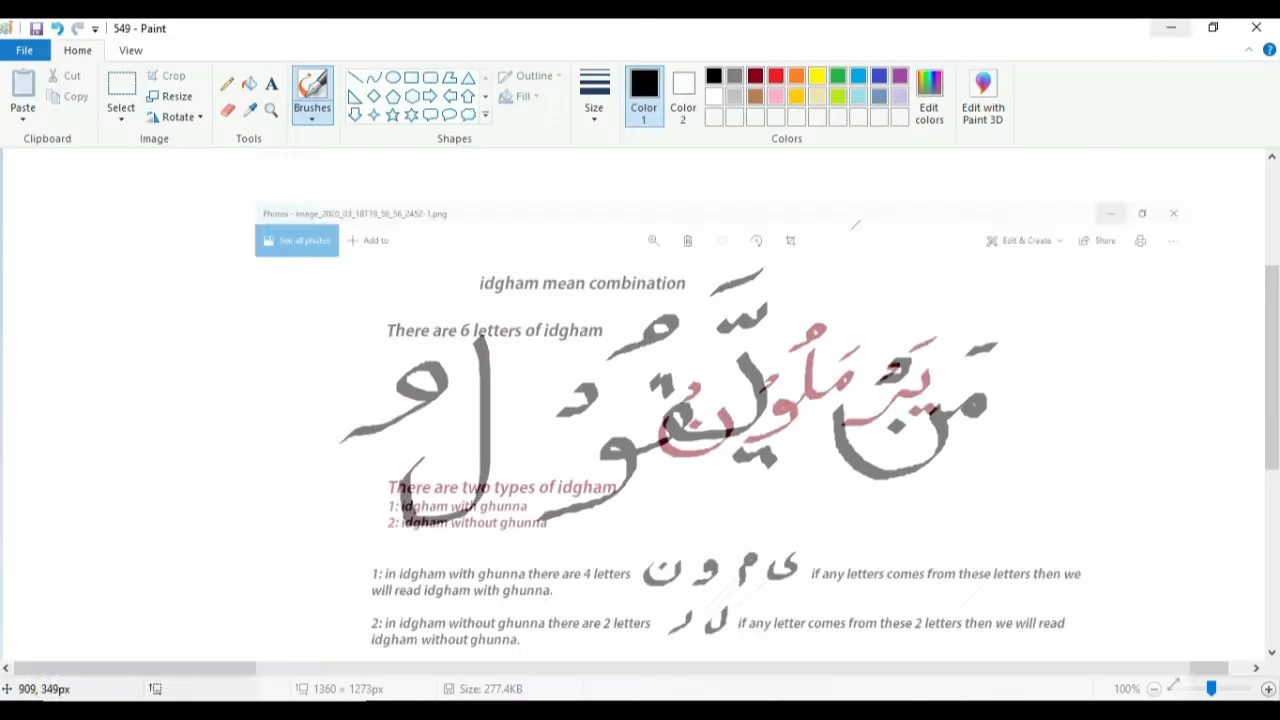 549 - Paint
File Home View
Paste Cut Copy Clipboard
Select Crop Resize Rotate Image
Tools
Brushes
Outline Fill Shapes
Size
Color 1 Color 2
Edit colors Colors
Edit with Paint 3D
Photos - image_2020_03_18T19_56_56_245Z-1.png
See all photos Add to Edit & Create Share
idgham mean combination
There are 6 letters of idgham
يَرْمَلُوْنُ
مَنْ يَّقُوْلُ
There are two types of idgham
1: idgham with ghunna
2: idgham without ghunna
1: in idgham with ghunna there are 4 letters ى م و ن if any letters comes from these letters then we
will read idgham with ghunna.
2: in idgham without ghunna there are 2 letters ل ر if any letter comes from these 2 letters then we will read
idgham without ghunna.
909, 349px 1360 × 1273px Size: 277.4KB 100%